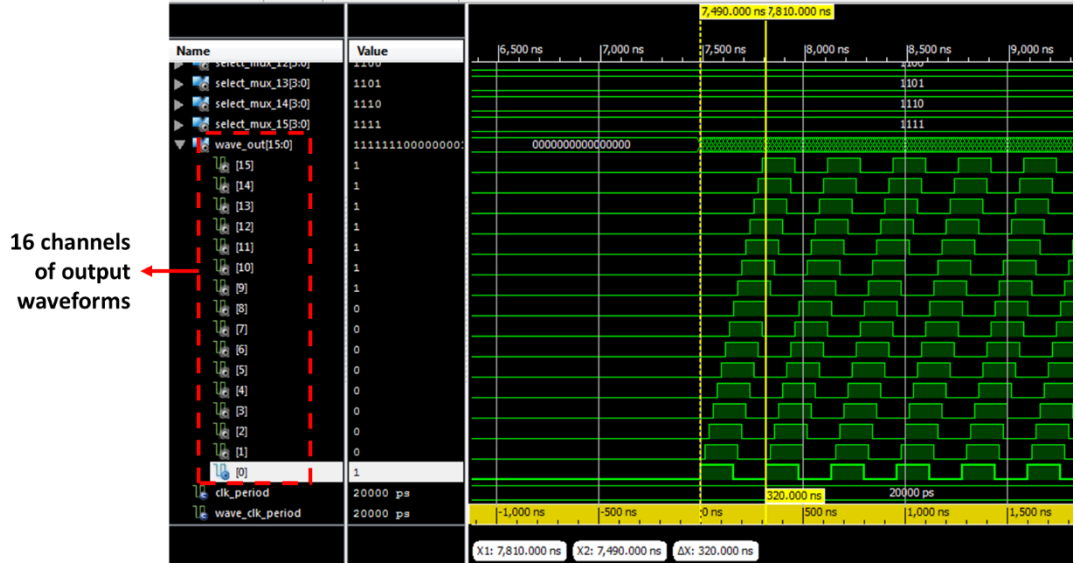 7,490.000 ns 7,810.000 ns
Name Value
6,500 ns 7,000 ns 7,500 ns 8,000 ns 8,500 ns 9,000 ns
select_mux_12[3:0] 1100 1100
select_mux_13[3:0] 1101 1101
select_mux_14[3:0] 1110 1110
select_mux_15[3:0] 1111 1111
wave_out[15:0] 111111100000000: 0000000000000000
[15] 1
[14] 1
[13] 1
[12] 1
[11] 1
[10] 1
[9] 1
[8] 0
[7] 0
[6] 0
[5] 0
[4] 0
[3] 0
[2] 0
[1] 0
[0] 1
16 channels
of output
waveforms
clk_period 20000 ps 320.000 ns 20000 ps
wave_clk_period 20000 ps -1,000 ns -500 ns 0 ns 500 ns 1,000 ns 1,500 ns
X1: 7,810.000 ns X2: 7,490.000 ns ΔX: 320.000 ns